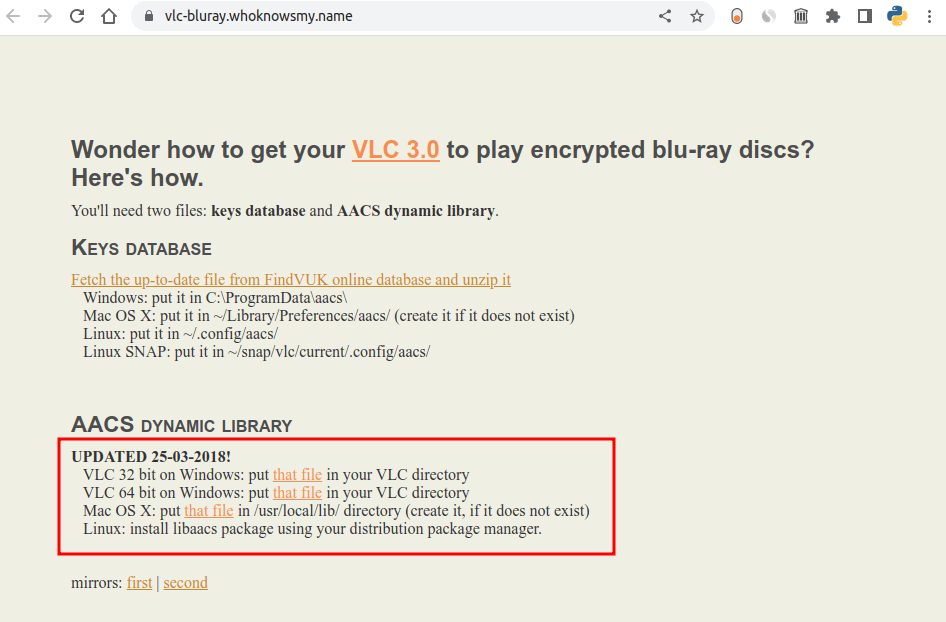 vlc-bluray.whoknowsmy.name
Wonder how to get your VLC 3.0 to play encrypted blu-ray discs?
Here's how.
You'll need two files: keys database and AACS dynamic library.
Keys database
Fetch the up-to-date file from FindVUK online database and unzip it
Windows: put it in C:\ProgramData\aacs\
Mac OS X: put it in ~/Library/Preferences/aacs/ (create it if it does not exist)
Linux: put it in ~/.config/aacs/
Linux SNAP: put it in ~/snap/vlc/current/.config/aacs/
AACS dynamic library
UPDATED 25-03-2018!
VLC 32 bit on Windows: put that file in your VLC directory
VLC 64 bit on Windows: put that file in your VLC directory
Mac OS X: put that file in /usr/local/lib/ directory (create it, if it does not exist)
Linux: install libaacs package using your distribution package manager.
mirrors: first | second